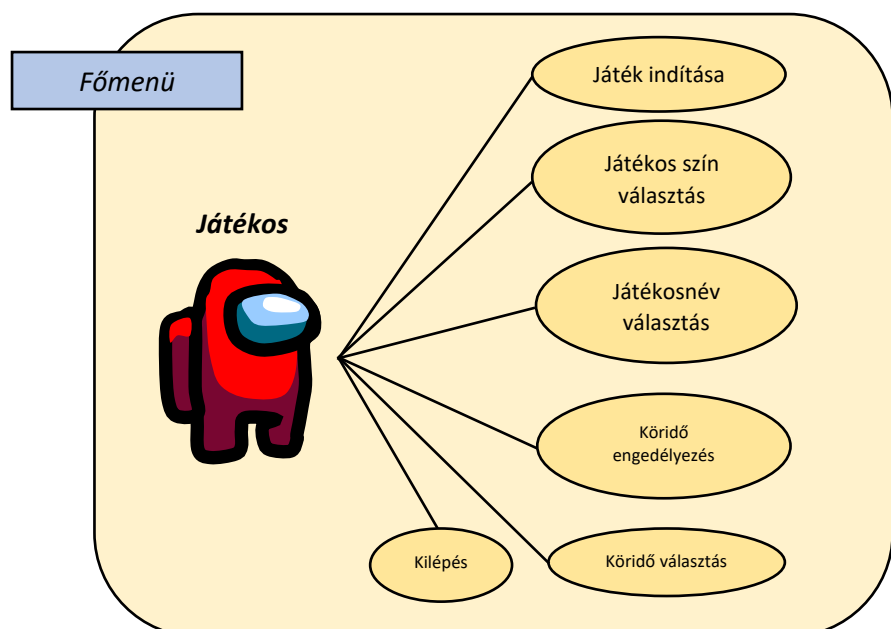 Főmenü
Játék indítása
Játékos szín
választás
Játékos
Játékosnév
választás
Köridő
engedélyezés
Kilépés
Köridő választás